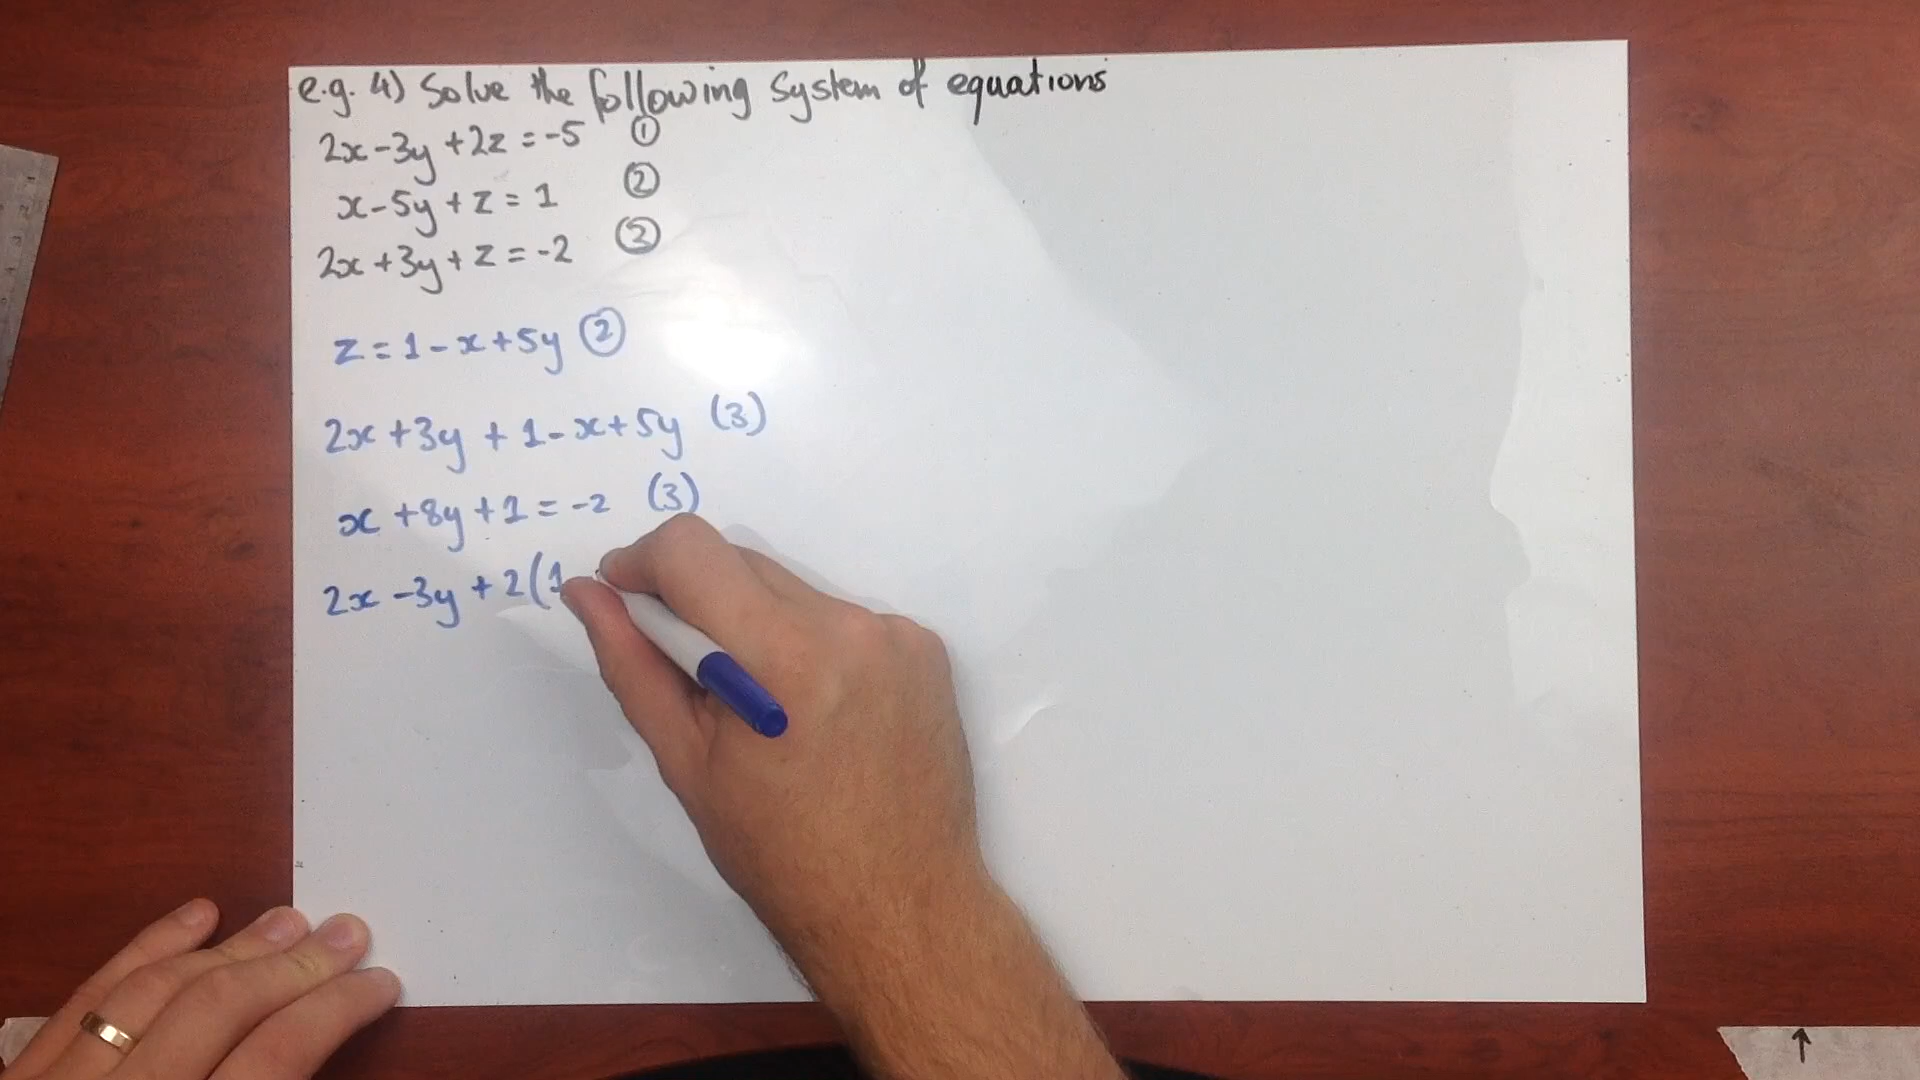 e.g. 4) Solve the following system of equations
2x-3y+2z=-5 ①
x-5y+z=1 ②
2x+3y+z=-2 ③
z=1-x+5y ②
2x+3y+1-x+5y (3)
x+8y+1=-2 (3)
2x-3y+2(1